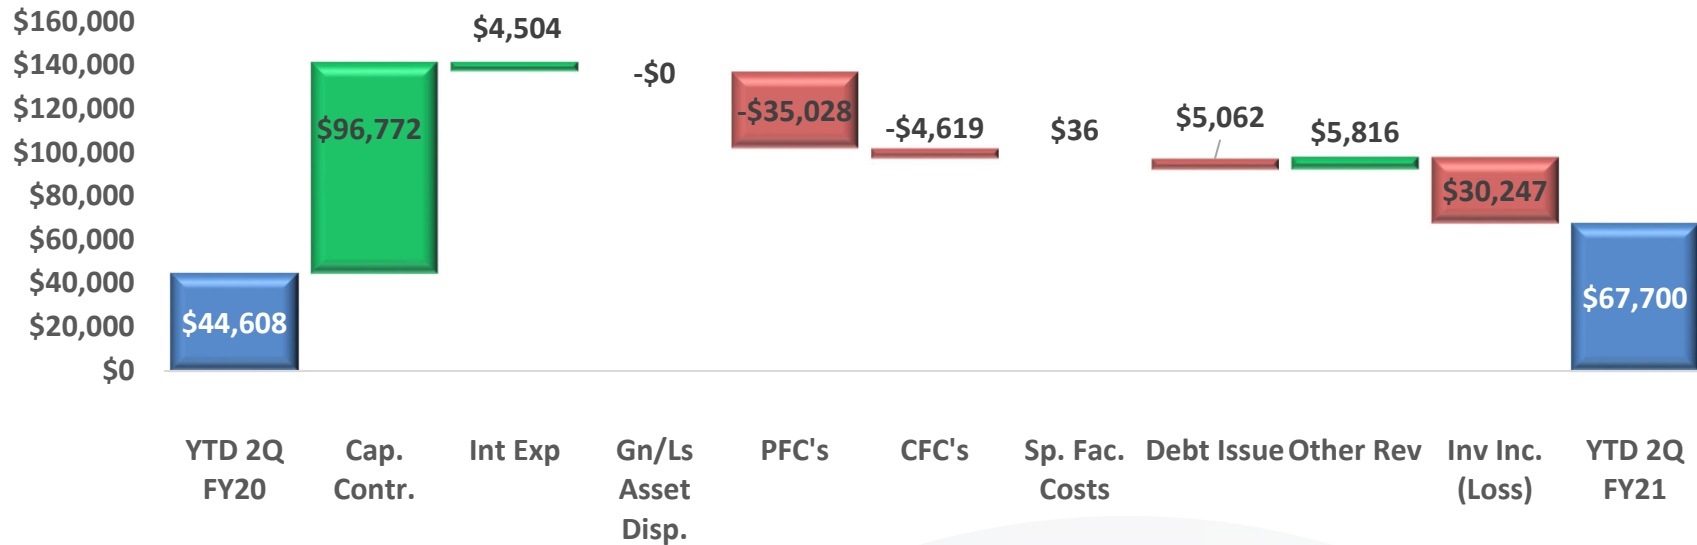 $160,000
$140,000
$120,000
$100,000
$80,000
$60,000
$40,000
$20,000
$0
$44,608
$96,772
$4,504
-$0
-$35,028
-$4,619
$36
$5,062
$5,816
$30,247
$67,700
YTD 2Q
FY20
Cap.
Contr.
Int Exp
Gn/Ls
Asset
Disp.
PFC's
CFC's
Sp. Fac.
Costs
Debt Issue
Other Rev
Inv Inc.
(Loss)
YTD 2Q
FY21